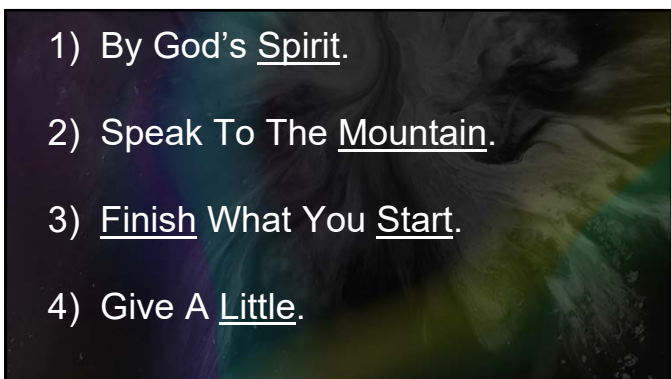 1) By God’s Spirit.
2) Speak To The Mountain.
3) Finish What You Start.
4) Give A Little.